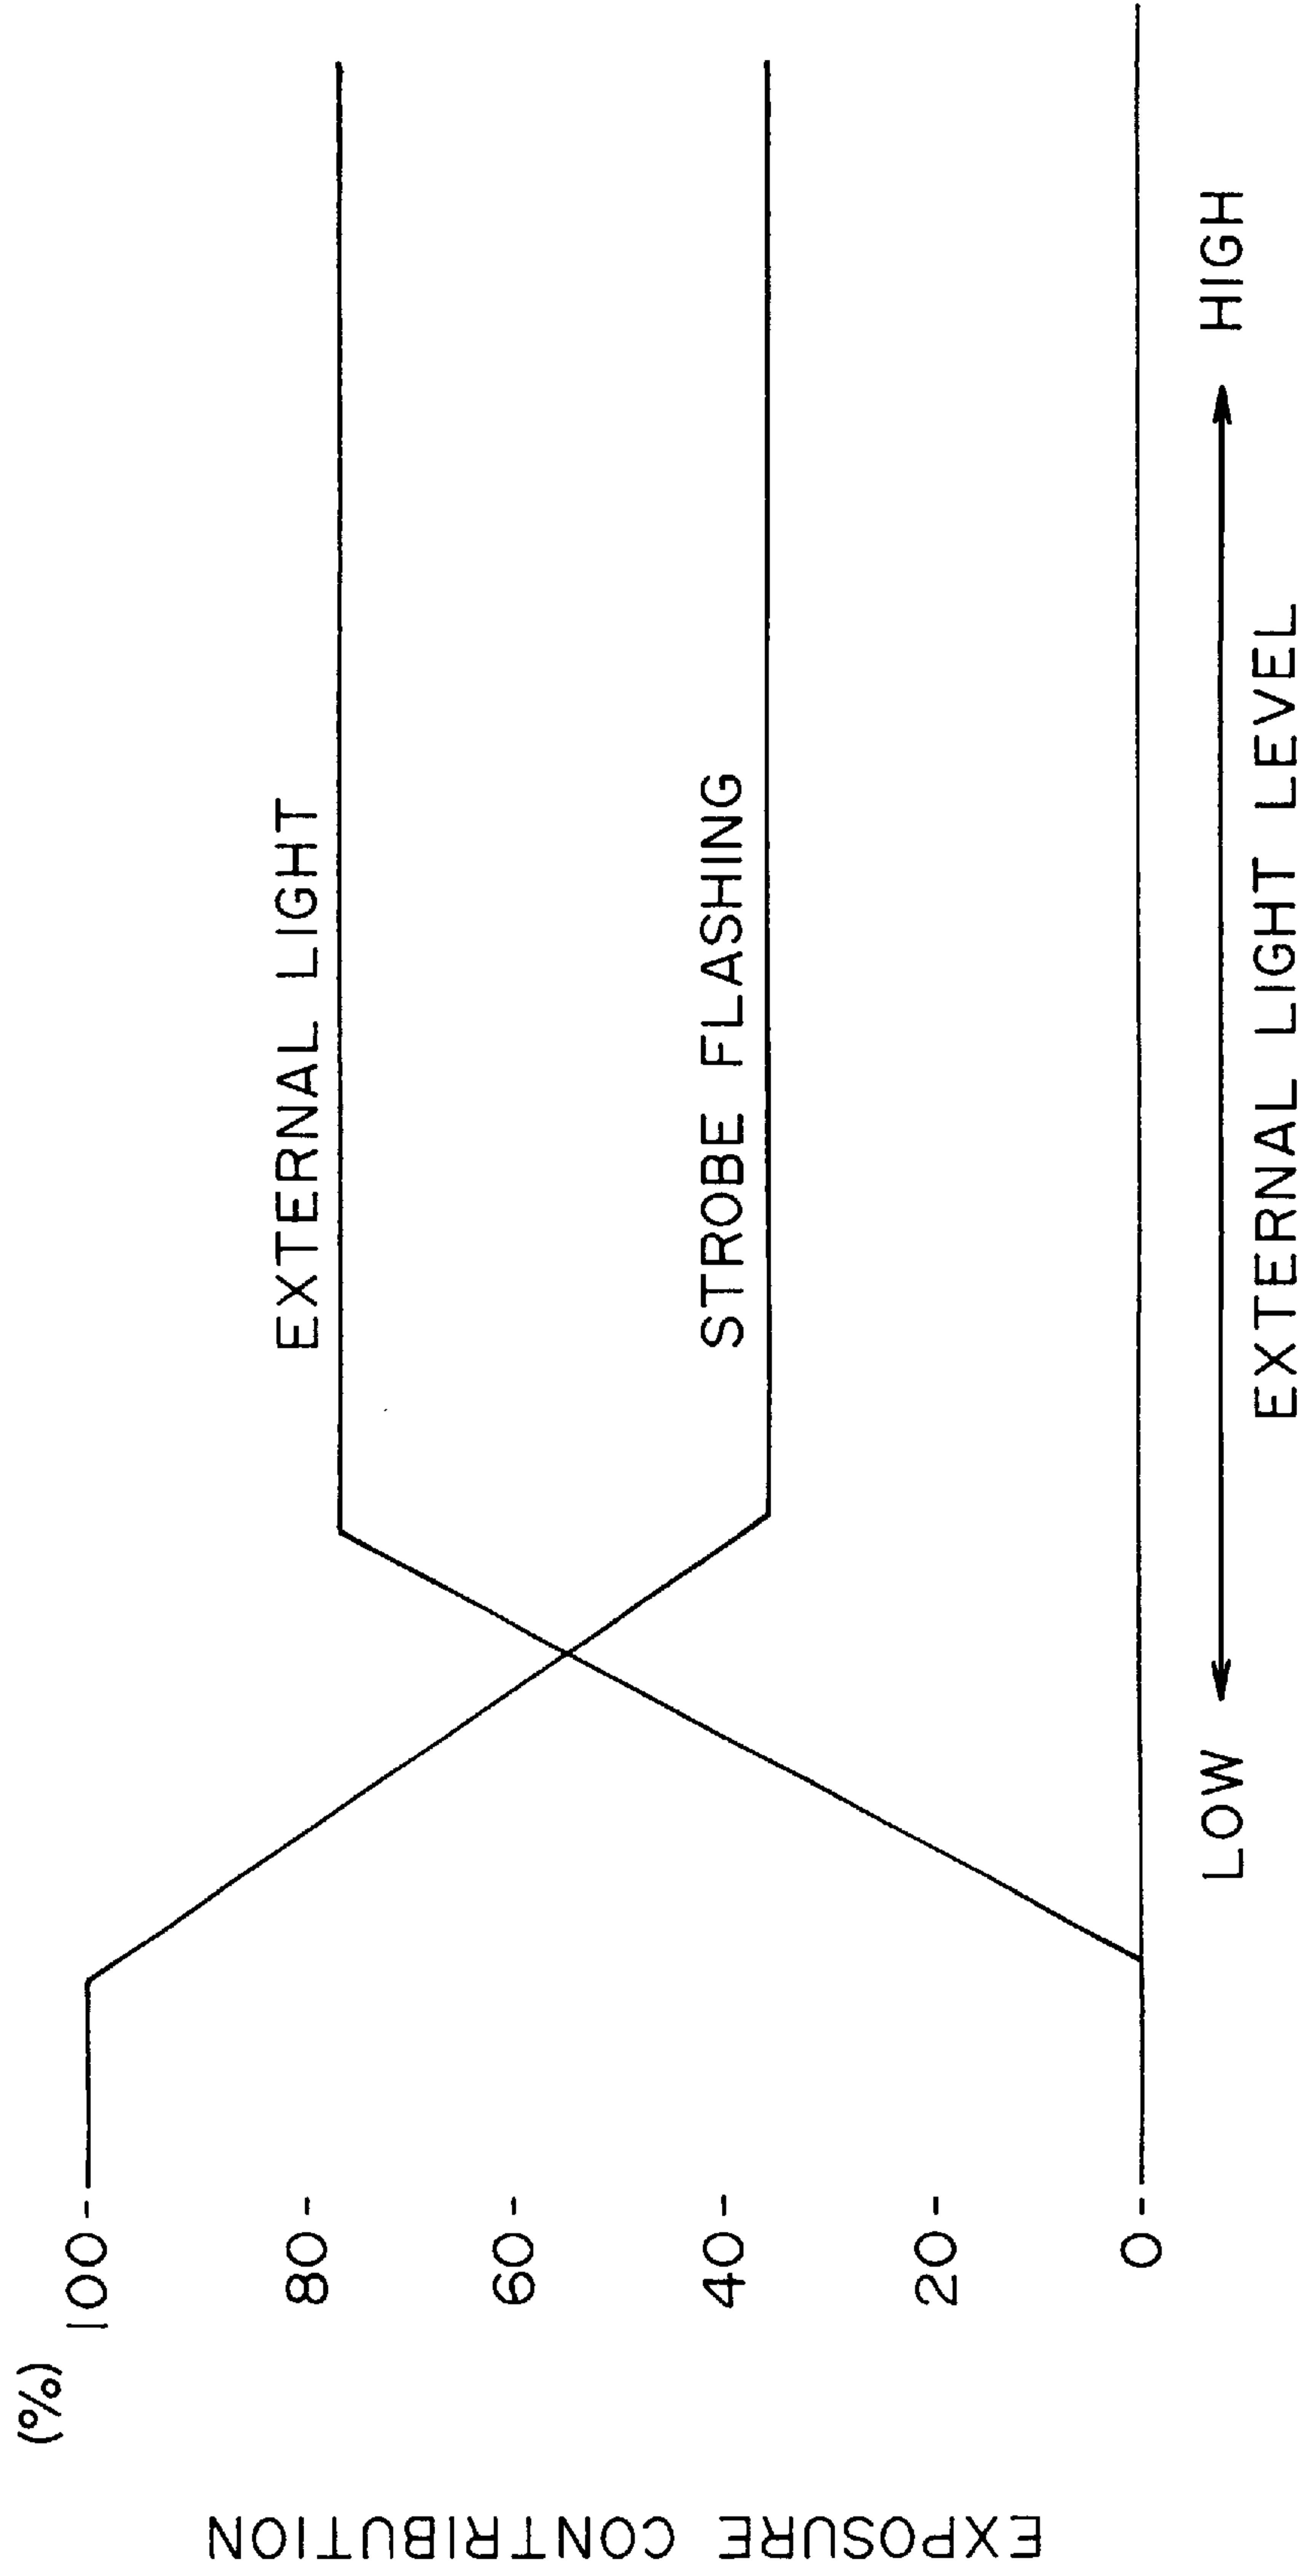 (%)
100-
80-
60-
40-
20-
0-
EXPOSURE CONTRIBUTION
EXTERNAL LIGHT
STROBE FLASHING
LOW
HIGH
EXTERNAL LIGHT LEVEL